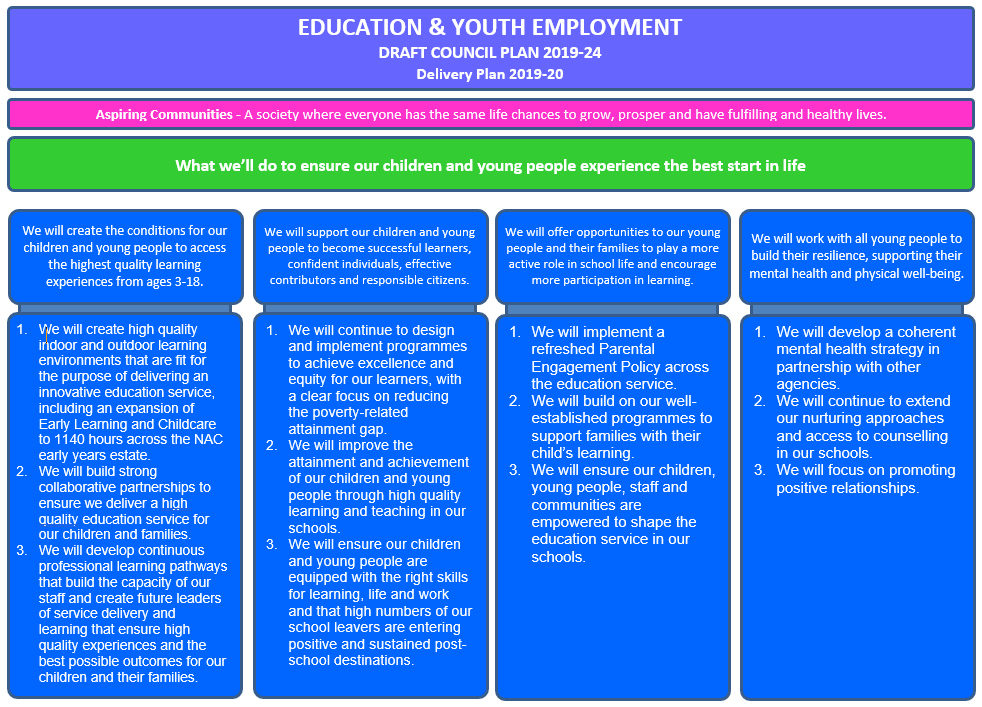 EDUCATION & YOUTH EMPLOYMENT
DRAFT COUNCIL PLAN 2019-24
Delivery Plan 2019-20
Aspiring Communities - A society where everyone has the same life chances to grow, prosper and have fulfilling and healthy lives.
What we'll do to ensure our children and young people experience the best start in life
We will create the conditions for our
children and young people to access
the highest quality learning
experiences from ages 3-18.
1. We will create high quality
indoor and outdoor learning
environments that are fit for
the purpose of delivering an
innovative education service,
including an expansion of
Early Learning and Childcare
to 1140 hours across the NAC
early years estate.
2. We will build strong
collaborative partnerships to
ensure we deliver a high
quality education service for
our children and families.
3. We will develop continuous
professional learning pathways
that build the capacity of our
staff and create future leaders
of service delivery and
learning that ensure high
quality experiences and the
best possible outcomes for our
children and their families.
We will support our children and young
people to become successful learners,
confident individuals, effective
contributors and responsible citizens.
1. We will continue to design
and implement programmes
to achieve excellence and
equity for our learners, with
a clear focus on reducing
the poverty-related
attainment gap.
2. We will improve the
attainment and achievement
of our children and young
people through high quality
learning and teaching in our
schools.
3. We will ensure our children
and young people are
equipped with the right skills
for learning, life and work
and that high numbers of our
school leavers are entering
positive and sustained post-
school destinations.
We will offer opportunities to our young
people and their families to play a more
active role in school life and encourage
more participation in learning.
1. We will implement a
refreshed Parental
Engagement Policy across
the education service.
2. We will build on our well-
established programmes to
support families with their
child's learning.
3. We will ensure our children,
young people, staff and
communities are
empowered to shape the
education service in our
schools.
We will work with all young people to
build their resilience, supporting their
mental health and physical well-being.
1. We will develop a coherent
mental health strategy in
partnership with other
agencies.
2. We will continue to extend
our nurturing approaches
and access to counselling
in our schools.
3. We will focus on promoting
positive relationships.